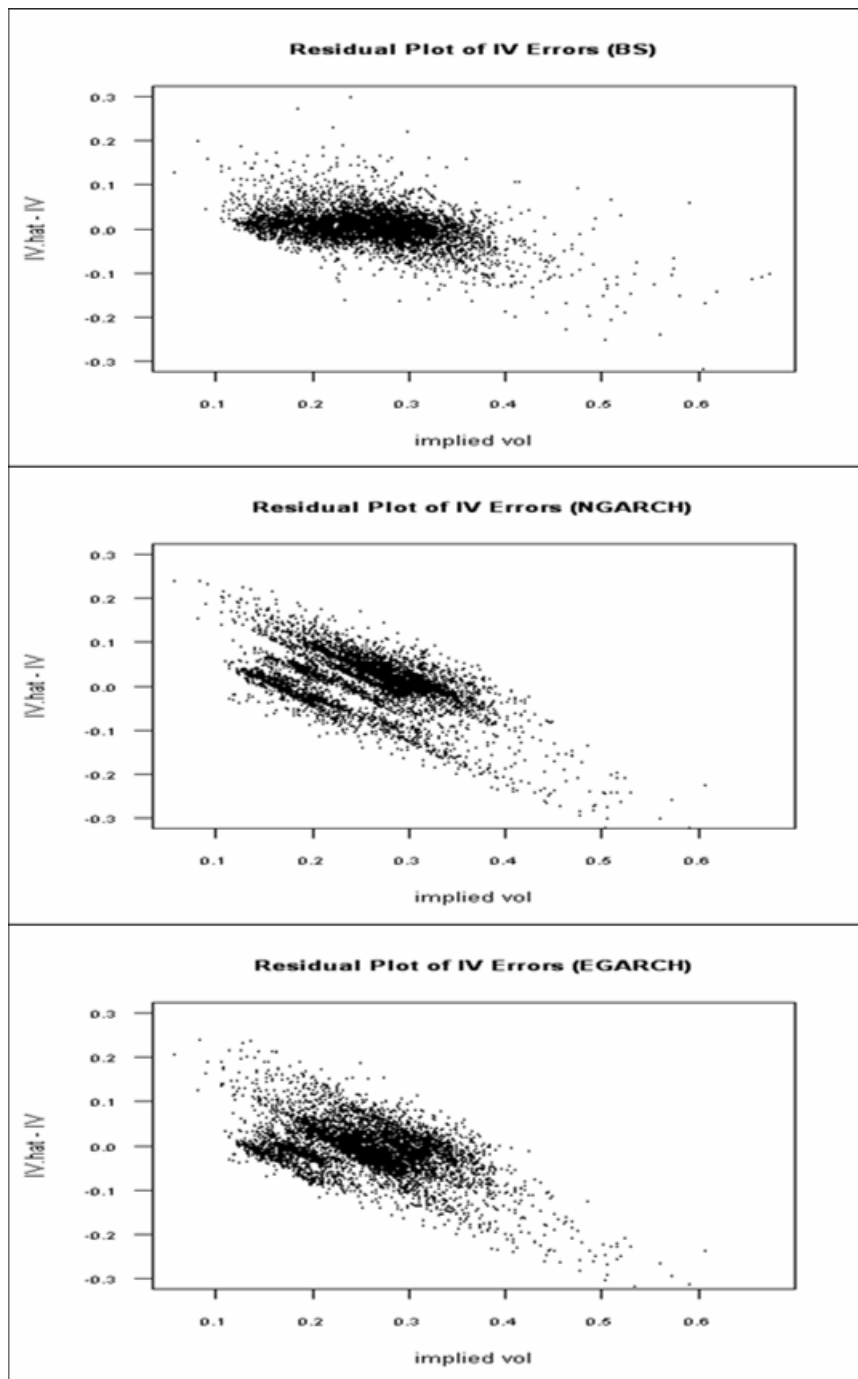 Residual Plot of IV Errors (BS)
0.3
0.2
0.1
0.0
-0.1
-0.2
-0.3
IV.hat - IV
0.1 0.2 0.3 0.4 0.5 0.6
implied vol
Residual Plot of IV Errors (NGARCH)
0.3
0.2
0.1
0.0
-0.1
-0.2
-0.3
IV.hat - IV
0.1 0.2 0.3 0.4 0.5 0.6
implied vol
Residual Plot of IV Errors (EGARCH)
0.3
0.2
0.1
0.0
-0.1
-0.2
-0.3
IV.hat - IV
0.1 0.2 0.3 0.4 0.5 0.6
implied vol